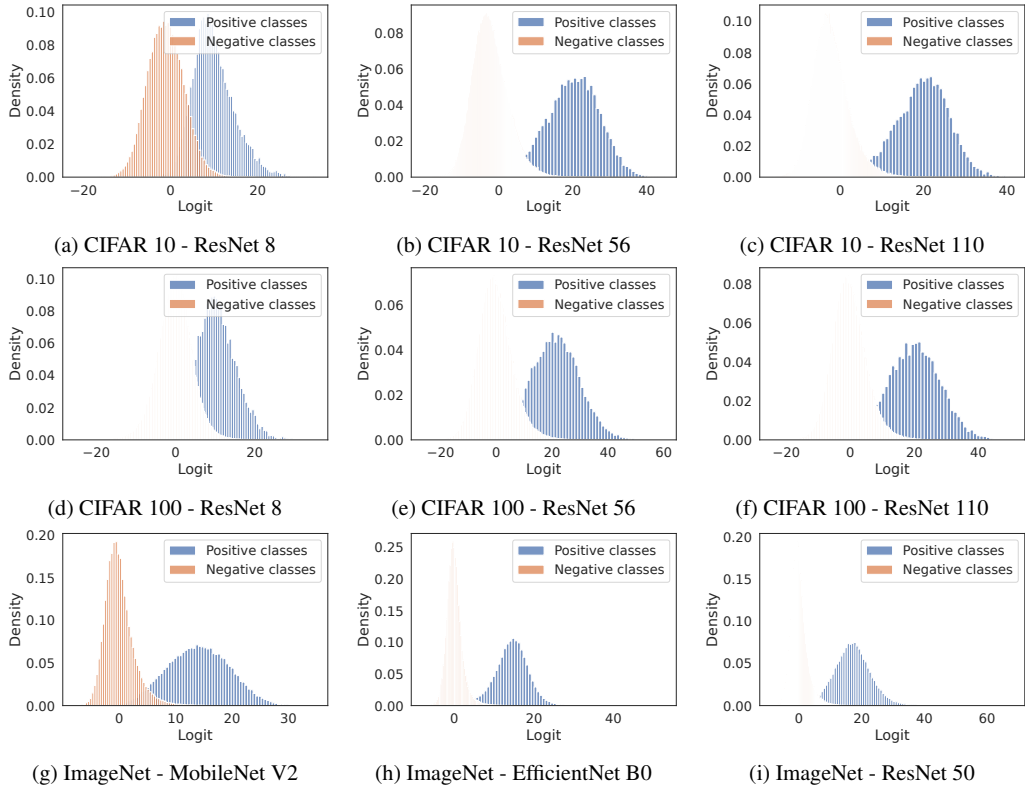 0.10
0.08
0.06
0.04
0.02
0.00
Density
−20 0 20
Logit
Positive classes
Negative classes
(a) CIFAR 10 - ResNet 8
0.08
0.06
0.04
0.02
0.00
Density
−20 0 20 40
Logit
Positive classes
Negative classes
(b) CIFAR 10 - ResNet 56
0.10
0.08
0.06
0.04
0.02
0.00
Density
−20 0 20 40
Logit
Positive classes
Negative classes
(c) CIFAR 10 - ResNet 110
0.10
0.08
0.06
0.04
0.02
0.00
Density
−20 0 20
Logit
Positive classes
Negative classes
(d) CIFAR 100 - ResNet 8
0.06
0.04
0.02
0.00
Density
−20 0 20 40 60
Logit
Positive classes
Negative classes
(e) CIFAR 100 - ResNet 56
0.08
0.06
0.04
0.02
0.00
Density
−20 0 20 40
Logit
Positive classes
Negative classes
(f) CIFAR 100 - ResNet 110
0.20
0.15
0.10
0.05
0.00
Density
0 10 20 30
Logit
Positive classes
Negative classes
(g) ImageNet - MobileNet V2
0.25
0.20
0.15
0.10
0.05
0.00
Density
0 20 40
Logit
Positive classes
Negative classes
(h) ImageNet - EfficientNet B0
0.20
0.15
0.10
0.05
0.00
Density
0 20 40 60
Logit
Positive classes
Negative classes
(i) ImageNet - ResNet 50